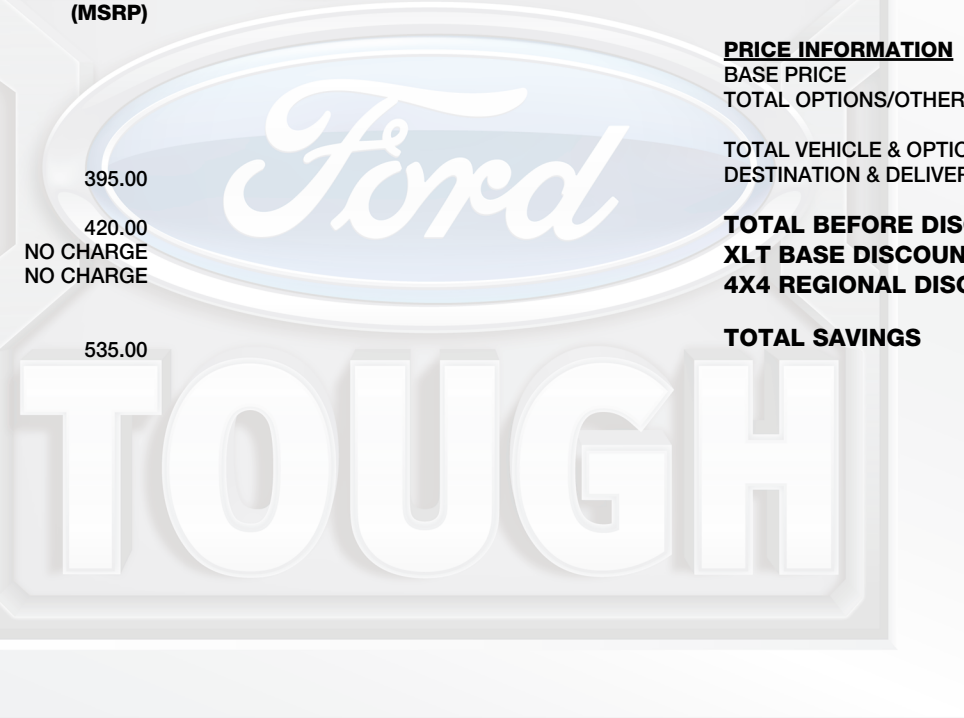 (MSRP)
395.00
420.00
NO CHARGE
NO CHARGE
535.00
PRICE INFORMATION
BASE PRICE
TOTAL OPTIONS/OTHER
TOTAL VEHICLE & OPTIO
DESTINATION & DELIVER
TOTAL BEFORE DISC
XLT BASE DISCOUN
4X4 REGIONAL DISC
TOTAL SAVINGS
Ford
TOUGH